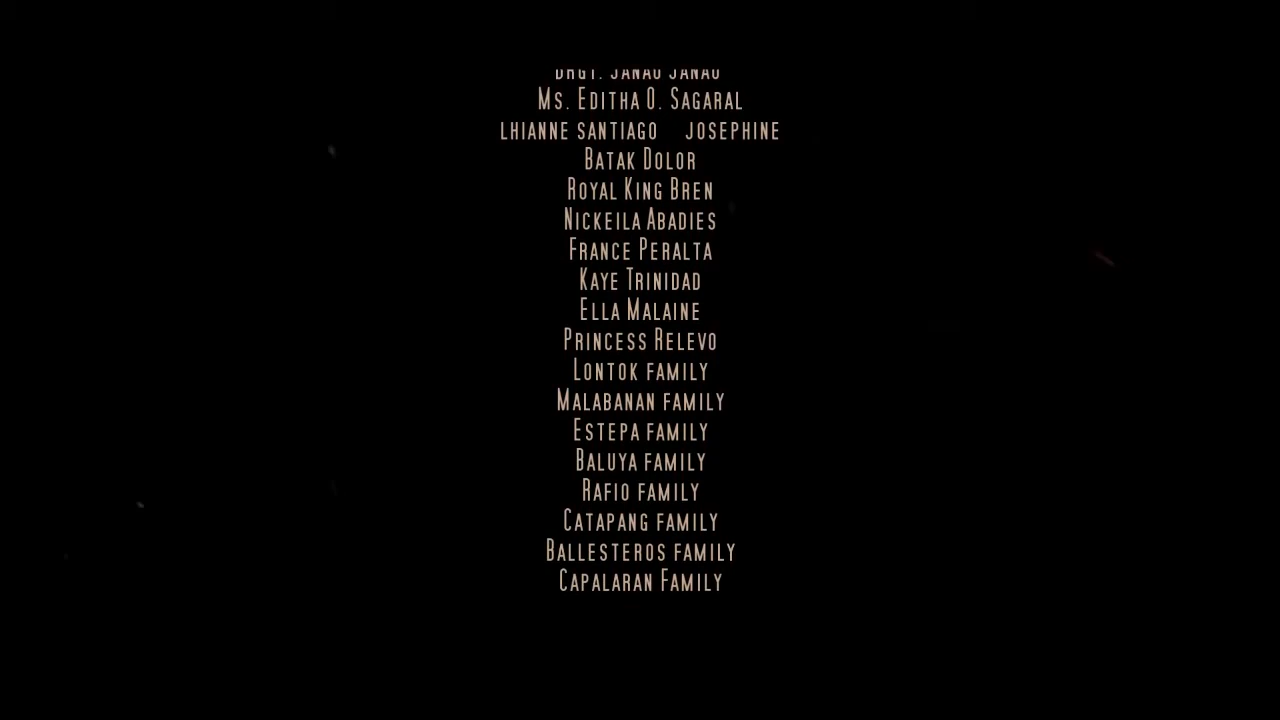 Ms. Editha O. Sagaral
LHIANNE SANTIAGO JOSEPHINE
Batak Dolor
Royal King Bren
Nickeila Abadies
France Peralta
Kaye Trinidad
Ella Malaine
Princess Relevo
Lontok family
Malabanan family
Estepa family
Baluya family
Rafio family
Catapang family
Ballesteros family
Capalaran Family